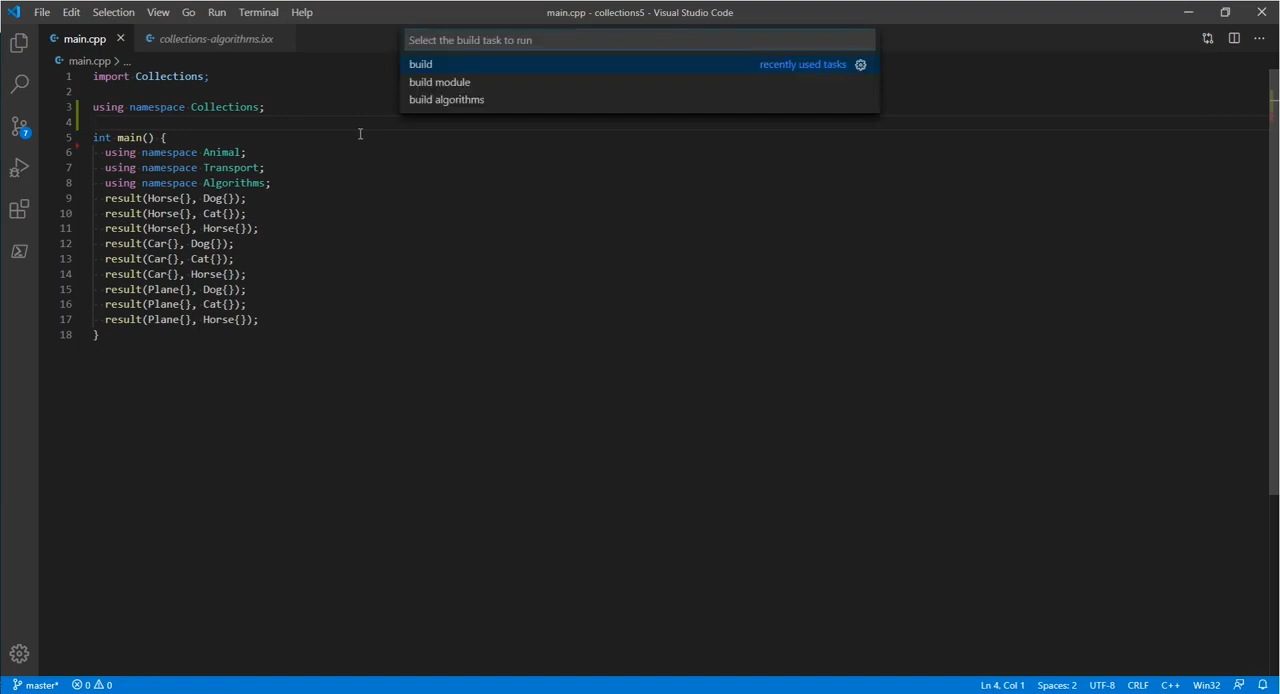 File Edit Selection View Go Run Terminal Help
main.cpp - collections5 - Visual Studio Code
main.cpp collections-algorithms.ixx
main.cpp > ...
Select the build task to run
build recently used tasks
build module
build algorithms
1 import Collections;
2
3 using namespace Collections;
4
5 int main() {
6 using namespace Animal;
7 using namespace Transport;
8 using namespace Algorithms;
9 result(Horse{}, Dog{});
10 result(Horse{}, Cat{});
11 result(Horse{}, Horse{});
12 result(Car{}, Dog{});
13 result(Car{}, Cat{});
14 result(Car{}, Horse{});
15 result(Plane{}, Dog{});
16 result(Plane{}, Cat{});
17 result(Plane{}, Horse{});
18 }
7
master* 0 0 Ln 4, Col 1 Spaces: 2 UTF-8 CRLF C++ Win32